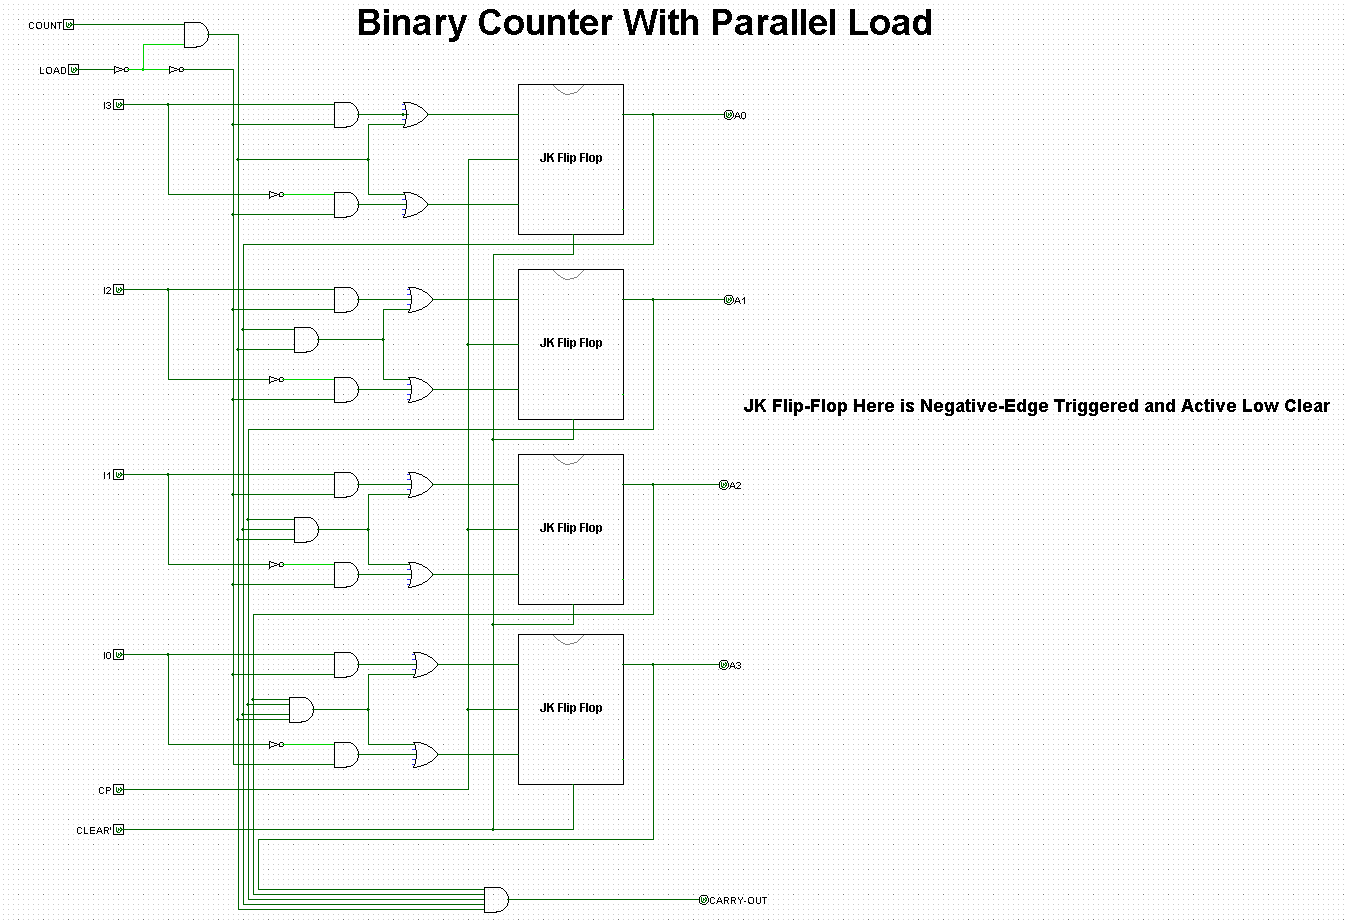 Binary Counter With Parallel Load
COUNT
LOAD
I3
A0
JK Flip Flop
I2
A1
JK Flip Flop
JK Flip-Flop Here is Negative-Edge Triggered and Active Low Clear
I1
A2
JK Flip Flop
I0
A3
JK Flip Flop
CP
CLEAR'
CARRY-OUT